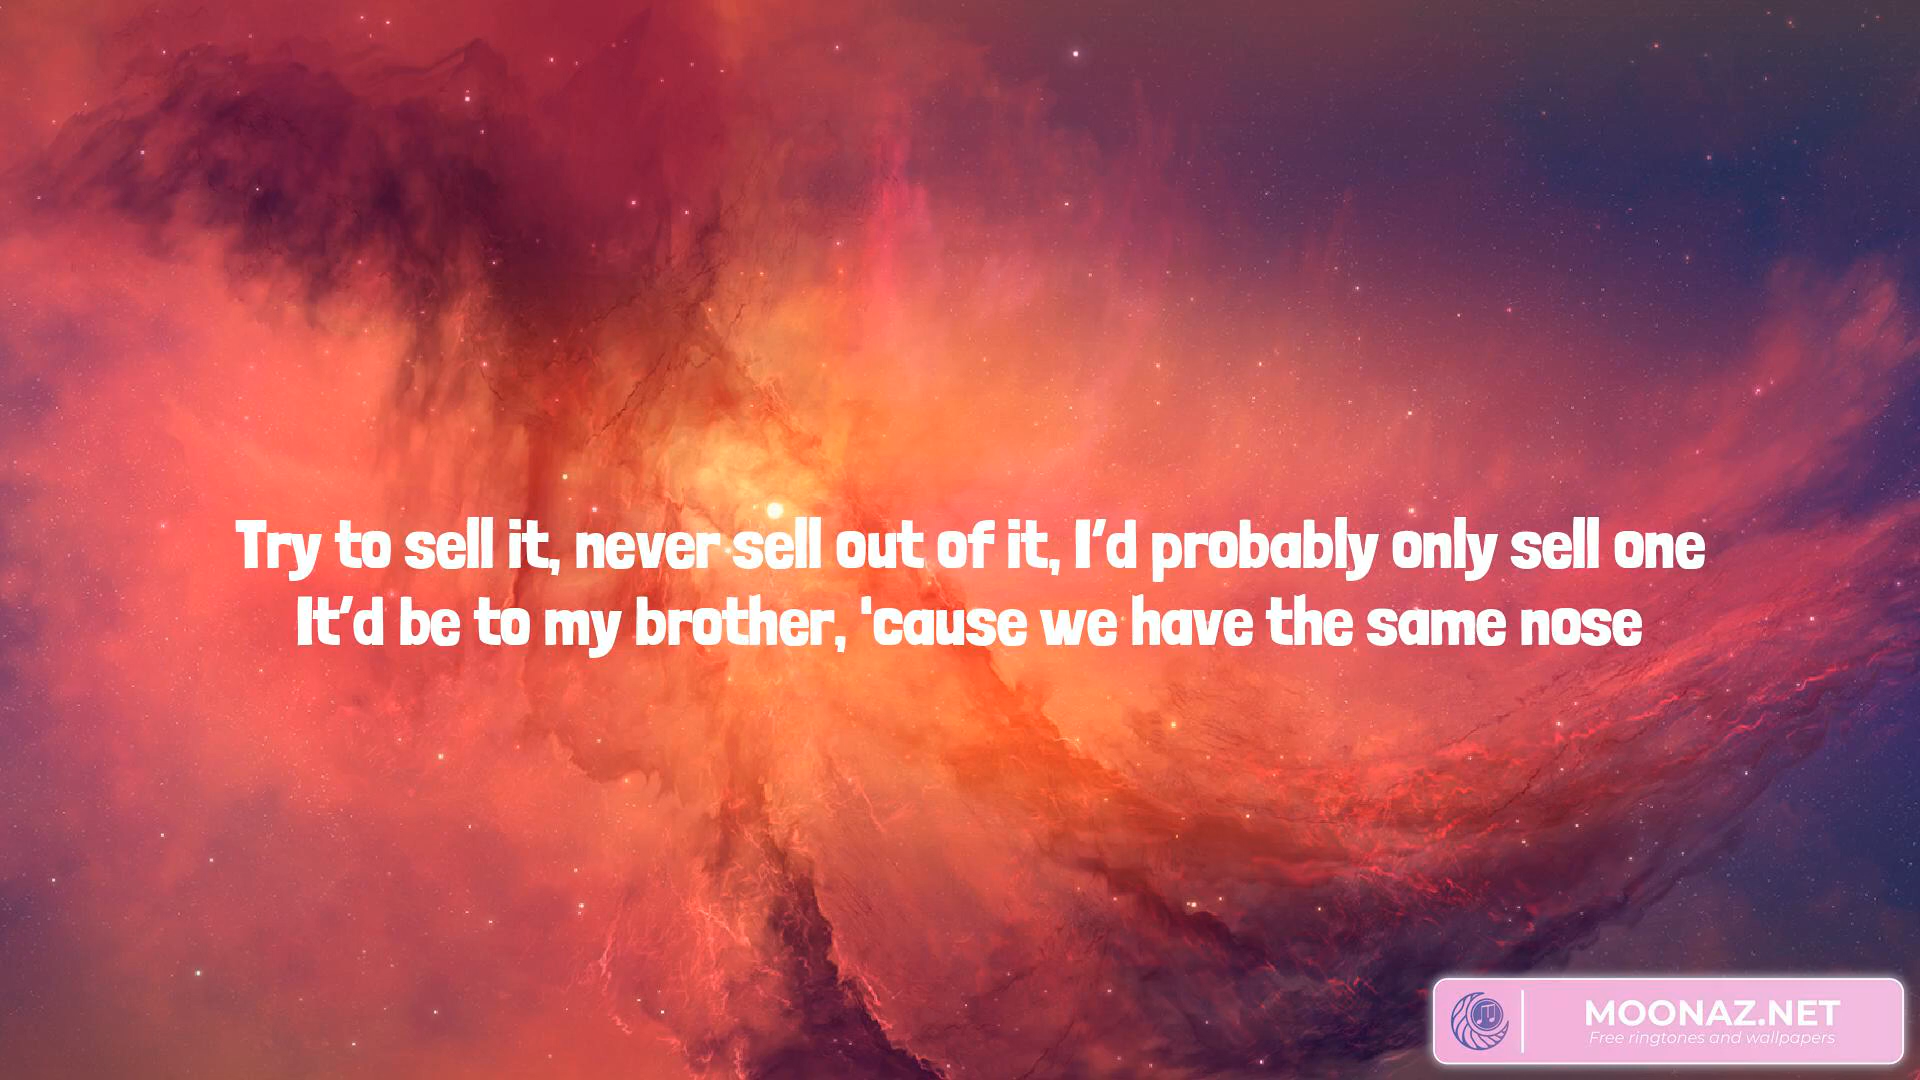 Try to sell it, never sell out of it, I'd probably only sell one
It'd be to my brother, 'cause we have the same nose
MOONAZ.NET
Free ringtones and wallpapers